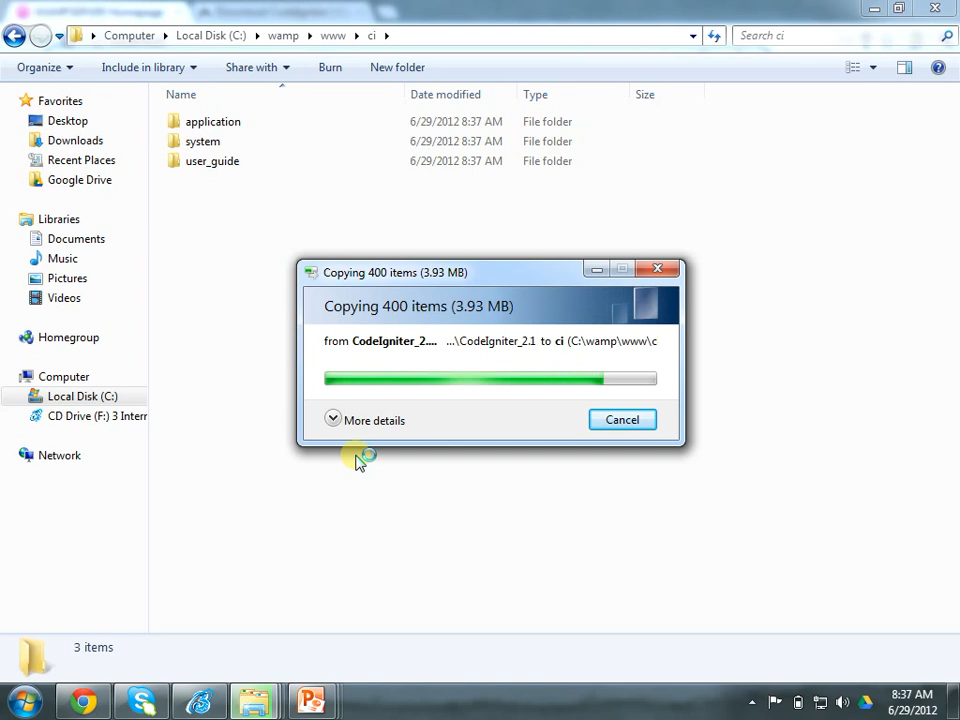 WAMPSERVER Homepage
Download CodeIgniter
Computer Local Disk (C:) wamp www ci
Search ci
Organize Include in library Share with Burn New folder
Name Date modified Type Size
application 6/29/2012 8:37 AM File folder
system 6/29/2012 8:37 AM File folder
user_guide 6/29/2012 8:37 AM File folder
Favorites
Desktop
Downloads
Recent Places
Google Drive
Libraries
Documents
Music
Pictures
Videos
Homegroup
Computer
Local Disk (C:)
CD Drive (F:) 3 Intern
Network
Copying 400 items (3.93 MB)
Copying 400 items (3.93 MB)
from CodeIgniter_2.... ...\CodeIgniter_2.1 to ci (C:\wamp\www\c
More details
Cancel
3 items
8:37 AM
6/29/2012